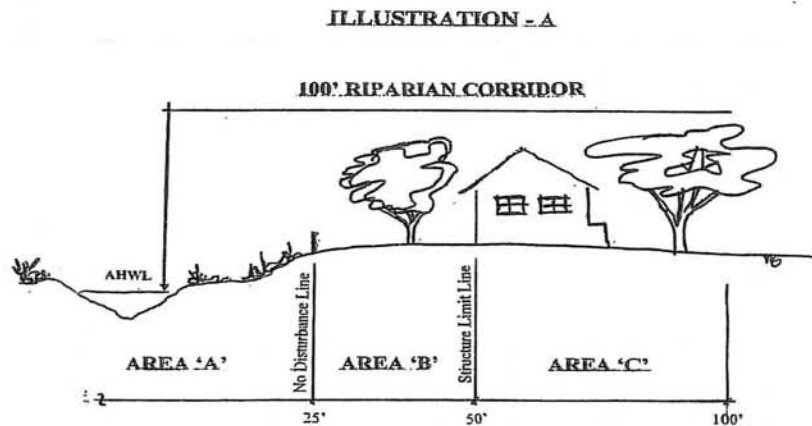 ILLUSTRATION - A
100' RIPARIAN CORRIDOR
AHWL
No Disturbance Line
Structure Limit Line
AREA 'A'
AREA 'B'
AREA 'C'
25'
50'
100'